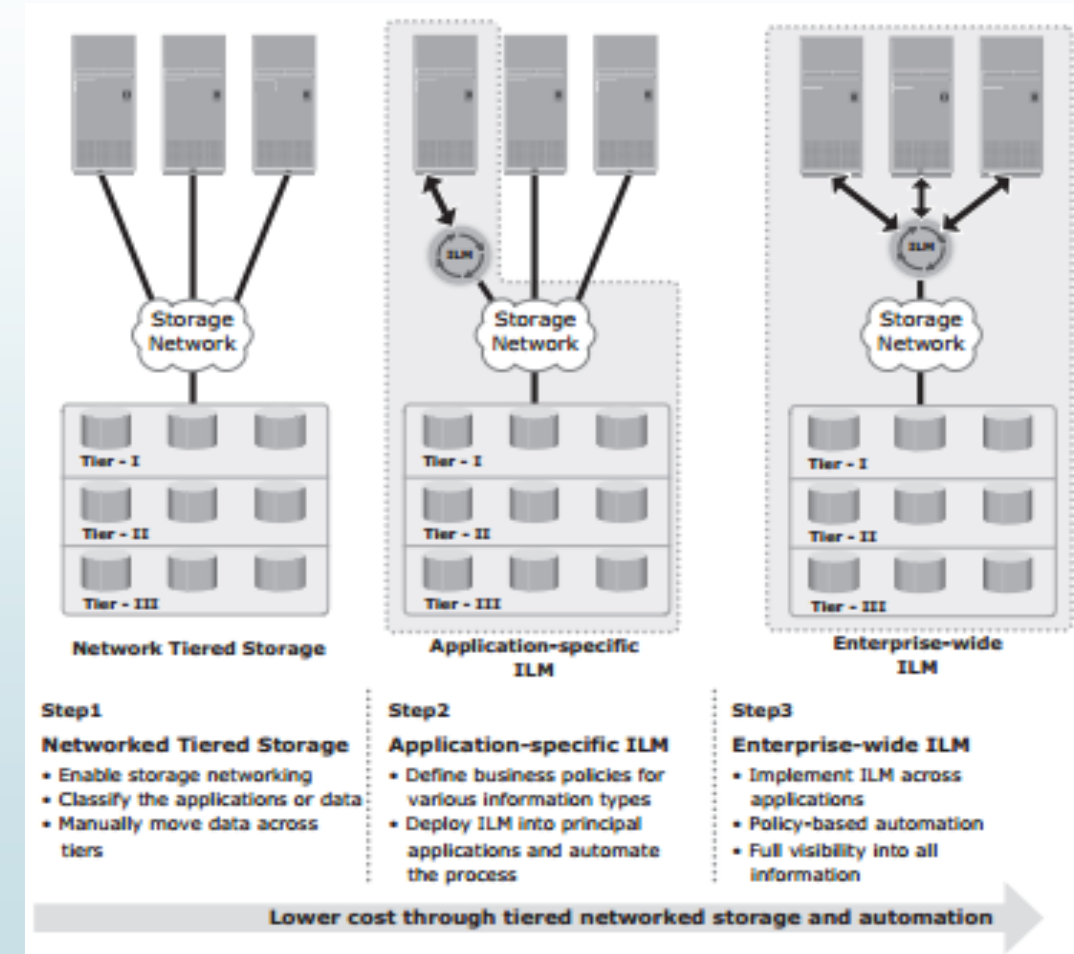 ILM
ILM
Storage
Network
Storage
Network
Storage
Network
Tier - I
Tier - II
Tier - III
Tier - I
Tier - II
Tier - III
Tier - I
Tier - II
Tier - III
Network Tiered Storage
Application-specific
ILM
Enterprise-wide
ILM
Step1
Networked Tiered Storage
• Enable storage networking
• Classify the applications or data
• Manually move data across
tiers
Step2
Application-specific ILM
• Define business policies for
various information types
• Deploy ILM into principal
applications and automate
the process
Step3
Enterprise-wide ILM
• Implement ILM across
applications
• Policy-based automation
• Full visibility into all
information
Lower cost through tiered networked storage and automation